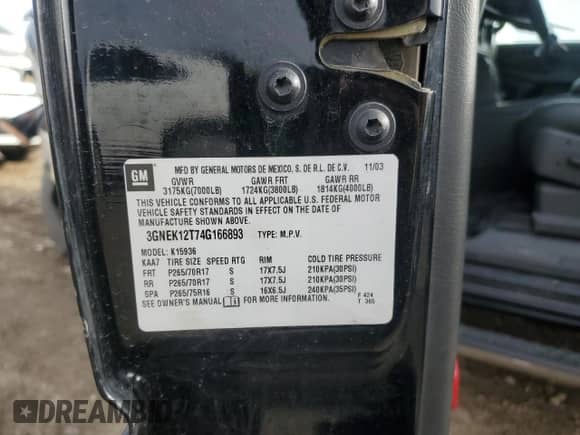 GM
MFD BY GENERAL MOTORS DE MEXICO, S. DE R.L. DE C.V. 11/03
GVWR GAWR FRT GAWR RR
3175KG(7000LB) 1724KG(3800LB) 1814KG(4000LB)
THIS VEHICLE CONFORMS TO ALL APPLICABLE U.S. FEDERAL MOTOR
VEHICLE SAFETY STANDARDS IN EFFECT ON THE DATE OF
MANUFACTURE SHOWN ABOVE.
3GNEK12T74G166893 TYPE: M.P.V.
MODEL: K15936
KAA7 TIRE SIZE SPEED RTG RIM COLD TIRE PRESSURE
FRT P265/70R17 S 17X7.5J 210KPA(30PSI)
RR P265/70R17 S 17X7.5J 210KPA(30PSI)
SPA P265/75R16 S 16X6.5J 240KPA(35PSI)
SEE OWNER'S MANUAL FOR MORE INFORMATION. F 424
T 365
DREAMBID